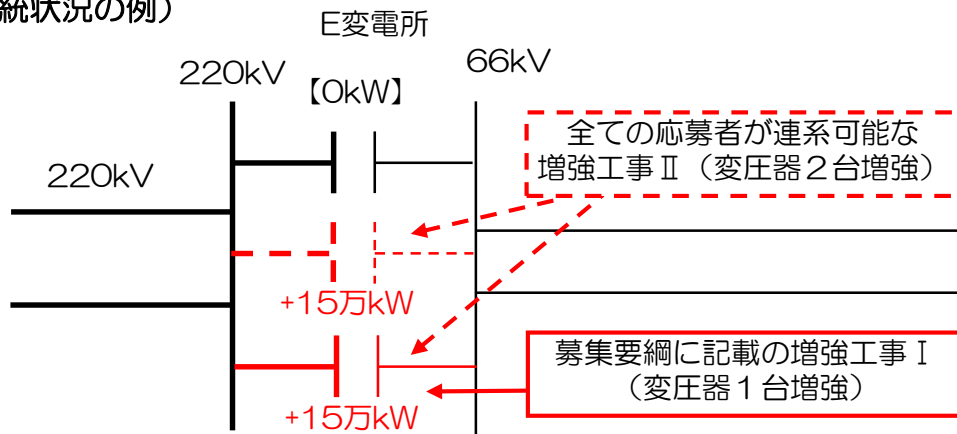 統状況の例）
E変電所
220kV
66kV
【0kW】
全ての応募者が連系可能な
増強工事Ⅱ（変圧器２台増強）
220kV
+15万kW
募集要綱に記載の増強工事Ⅰ
（変圧器１台増強）
+15万kW